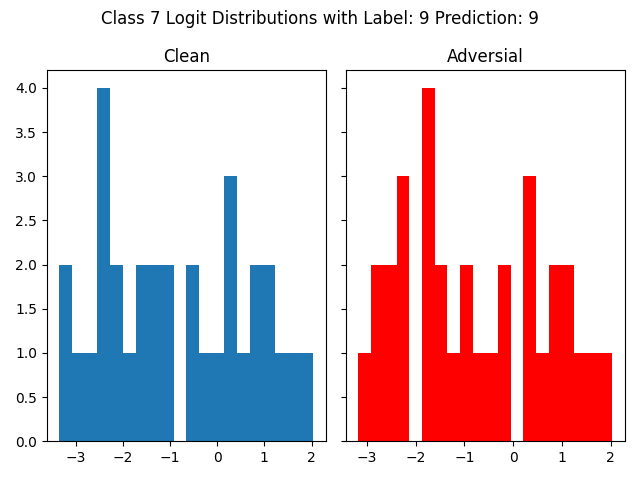 Class 7 Logit Distributions with Label: 9 Prediction: 9
Clean
Adversial
4.0
3.5
3.0
2.5
2.0
1.5
1.0
0.5
0.0
−3 −2 −1 0 1 2
−3 −2 −1 0 1 2